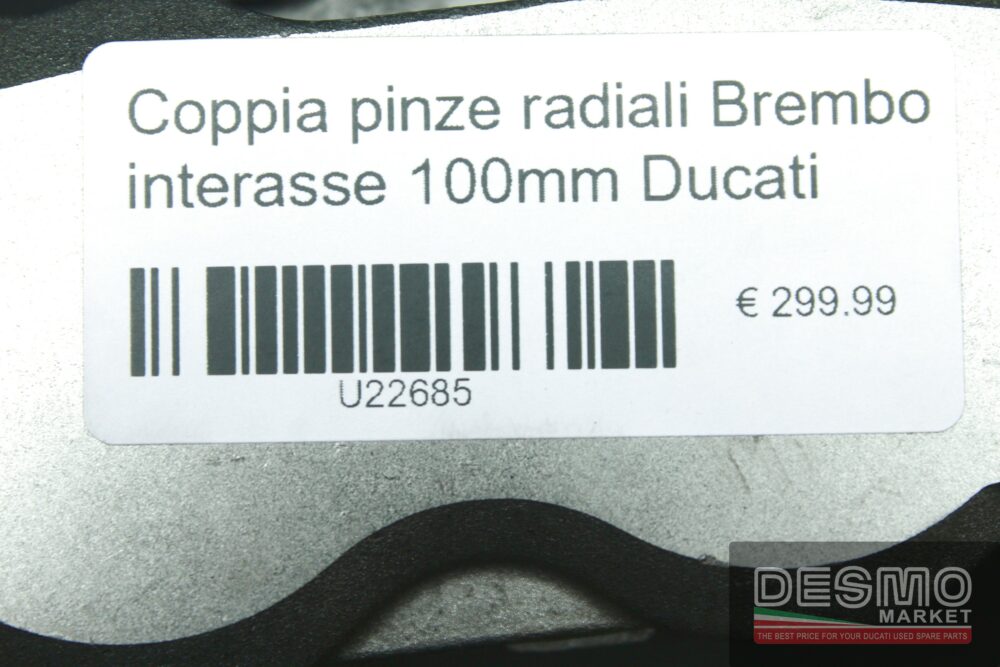 Coppia pinze radiali Brembo
interasse 100mm Ducati
€ 299.99
U22685
DESMO
MARKET
THE BEST PRICE FOR YOUR DUCATI USED SPARE PARTS